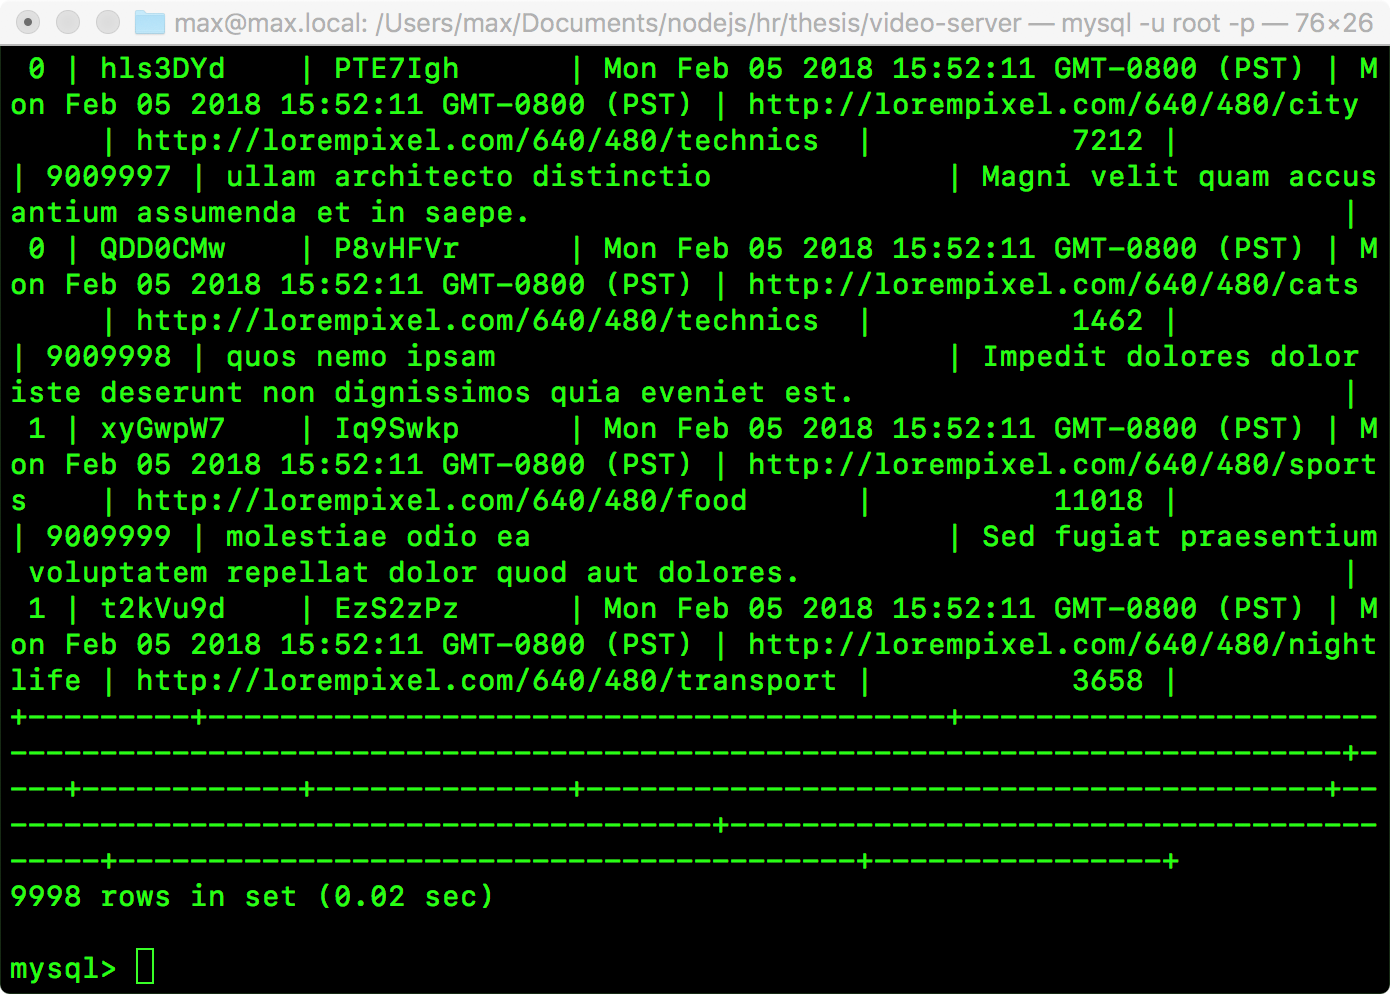 max@max.local: /Users/max/Documents/nodejs/hr/thesis/video-server — mysql -u root -p — 76×26
 0 | hls3DYd    | PTE7Igh      | Mon Feb 05 2018 15:52:11 GMT-0800 (PST) | M
on Feb 05 2018 15:52:11 GMT-0800 (PST) | http://lorempixel.com/640/480/city
     | http://lorempixel.com/640/480/technics  |           7212 |
| 9009997 | ullam architecto distinctio             | Magni velit quam accus
antium assumenda et in saepe.                                             |
 0 | QDD0CMw    | P8vHFVr      | Mon Feb 05 2018 15:52:11 GMT-0800 (PST) | M
on Feb 05 2018 15:52:11 GMT-0800 (PST) | http://lorempixel.com/640/480/cats
     | http://lorempixel.com/640/480/technics  |           1462 |
| 9009998 | quos nemo ipsam                         | Impedit dolores dolor
iste deserunt non dignissimos quia eveniet est.                           |
 1 | xyGwpW7    | Iq9Swkp      | Mon Feb 05 2018 15:52:11 GMT-0800 (PST) | M
on Feb 05 2018 15:52:11 GMT-0800 (PST) | http://lorempixel.com/640/480/sport
s    | http://lorempixel.com/640/480/food      |          11018 |
| 9009999 | molestiae odio ea                       | Sed fugiat praesentium
 voluptatem repellat dolor quod aut dolores.                              |
 1 | t2kVu9d    | EzS2zPz      | Mon Feb 05 2018 15:52:11 GMT-0800 (PST) | M
on Feb 05 2018 15:52:11 GMT-0800 (PST) | http://lorempixel.com/640/480/night
life | http://lorempixel.com/640/480/transport |           3658 |
+---------+-----------------------------------------+-----------------------
--------------------------------------------------------------------------+-
---+------------+--------------+-----------------------------------------+--
---------------------------------------+------------------------------------
-----+-----------------------------------------+----------------+
9998 rows in set (0.02 sec)
mysql>